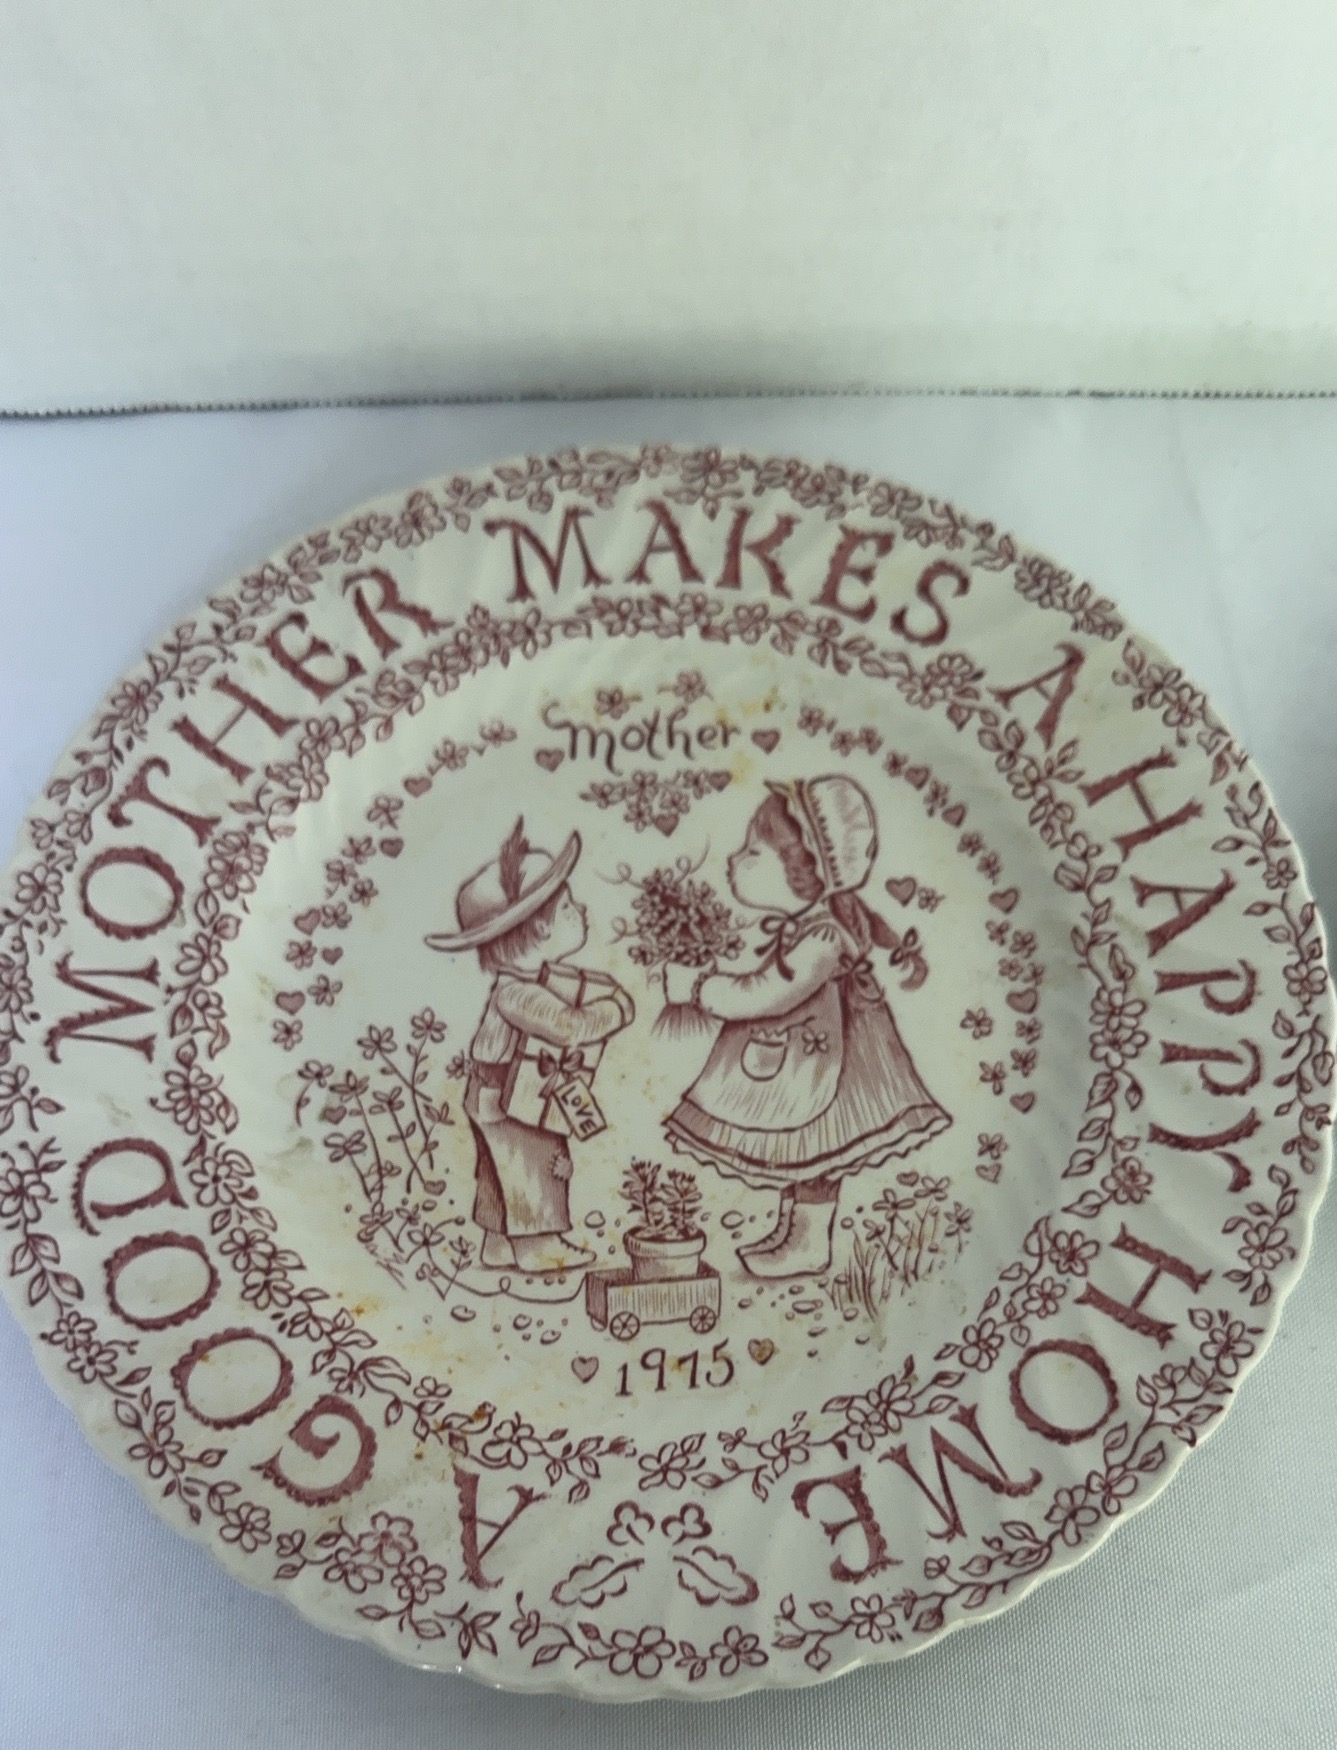 A GOOD MOTHER MAKES A HAPPY HOME
mother
LOVE
1975